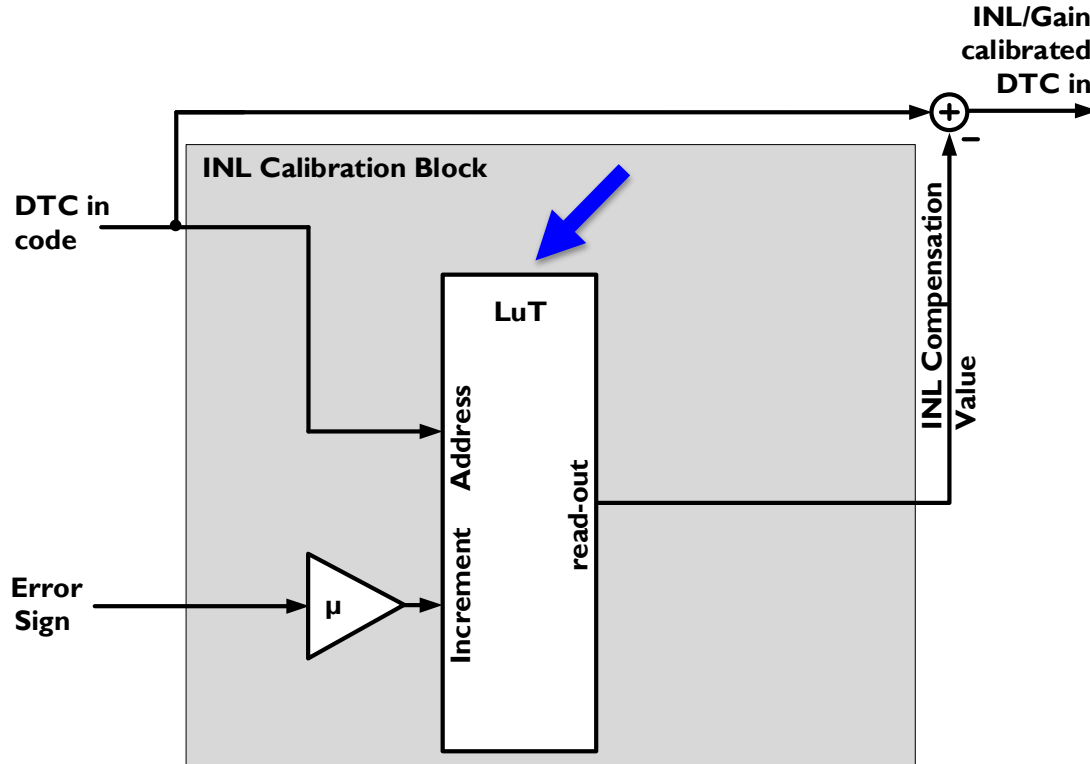 INL/Gain
calibrated
DTC in
+
−
INL Calibration Block
DTC in
code
LuT
Address
Increment
read-out
INL Compensation
Value
Error
Sign
µ